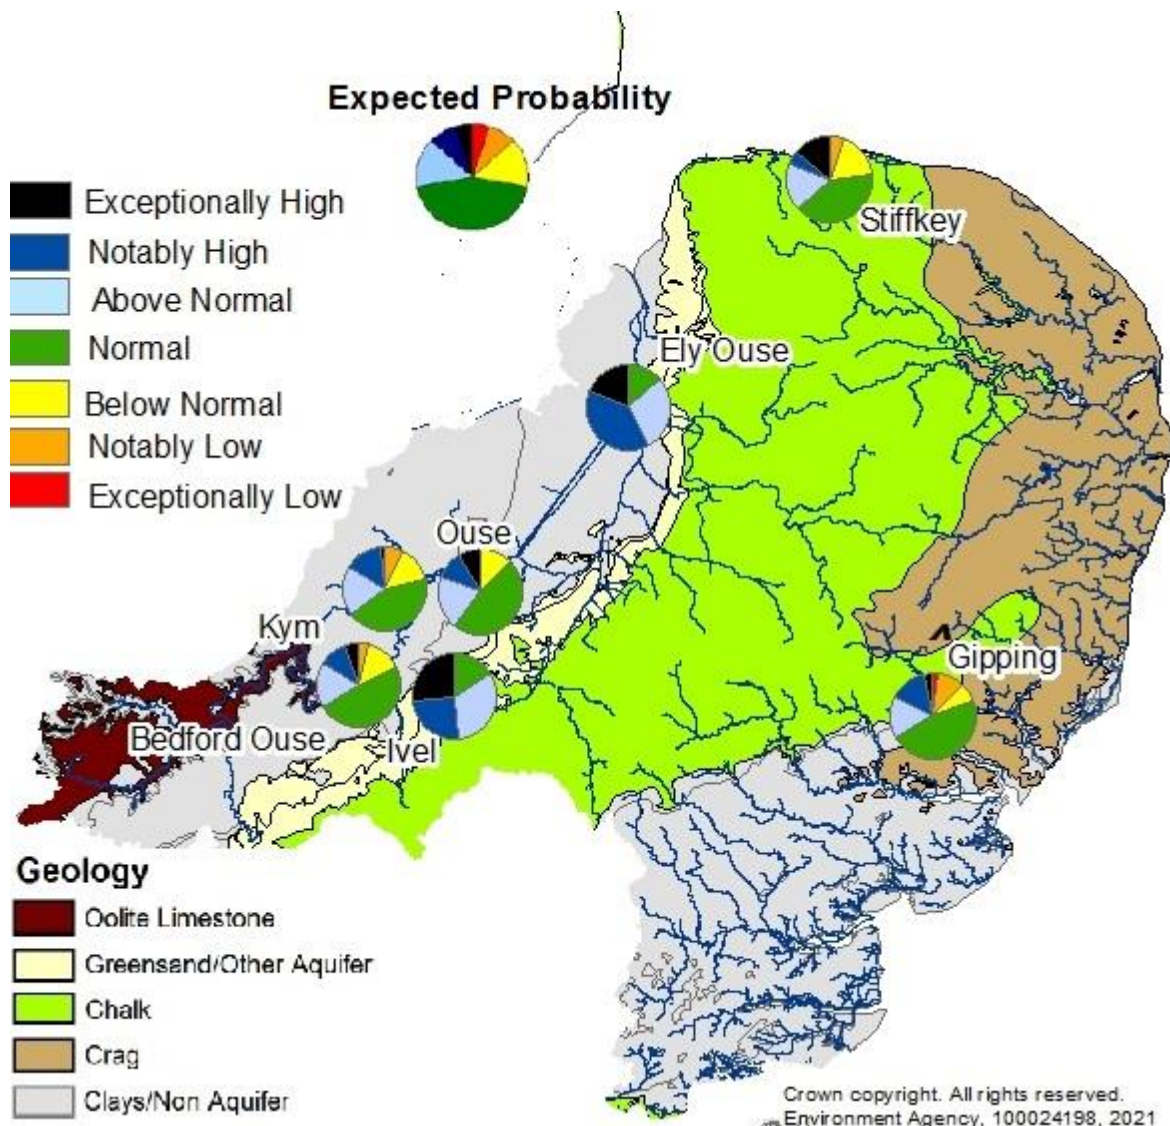 Expected Probability
Exceptionally High
Notably High
Above Normal
Normal
Below Normal
Notably Low
Exceptionally Low
Stiffkey
Ely Ouse
Ouse
Kym
Gipping
Bedford Ouse
Ivel
Geology
Oolite Limestone
Greensand/Other Aquifer
Chalk
Crag
Clays/Non Aquifer
Crown copyright. All rights reserved.
Environment Agency, 100024198, 2021